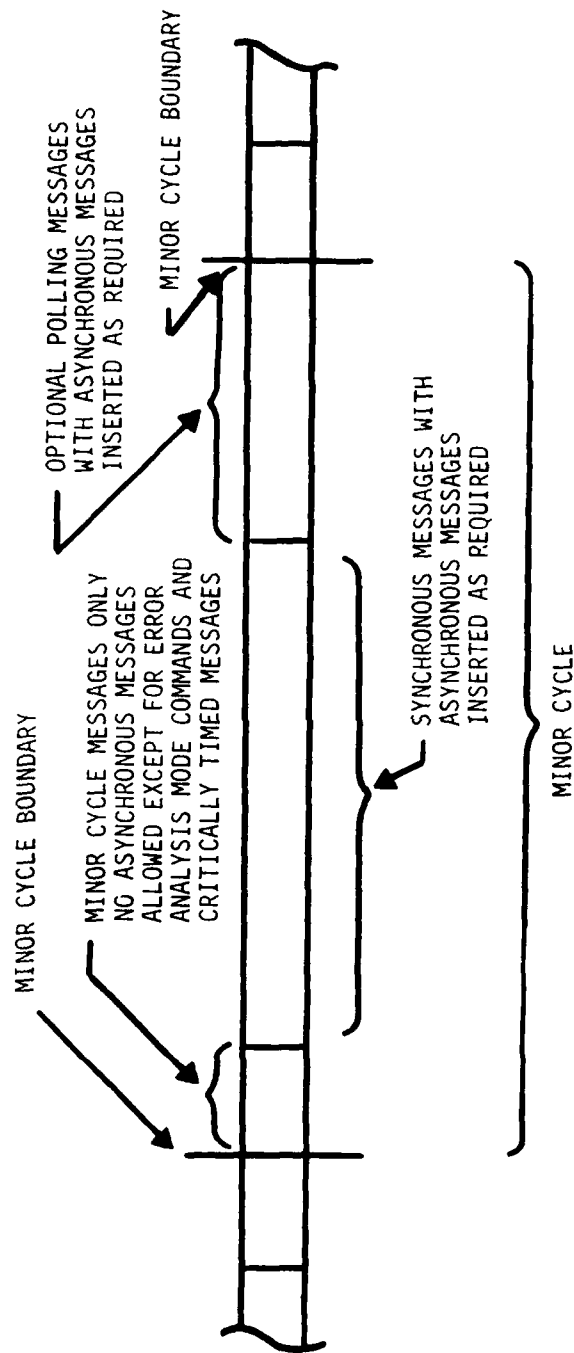 MINOR CYCLE BOUNDARY
MINOR CYCLE MESSAGES ONLY
NO ASYNCHRONOUS MESSAGES
ALLOWED EXCEPT FOR ERROR
ANALYSIS MODE COMMANDS AND
CRITICALLY TIMED MESSAGES
OPTIONAL POLLING MESSAGES
WITH ASYNCHRONOUS MESSAGES
INSERTED AS REQUIRED
MINOR CYCLE BOUNDARY
SYNCHRONOUS MESSAGES WITH
ASYNCHRONOUS MESSAGES
INSERTED AS REQUIRED
MINOR CYCLE